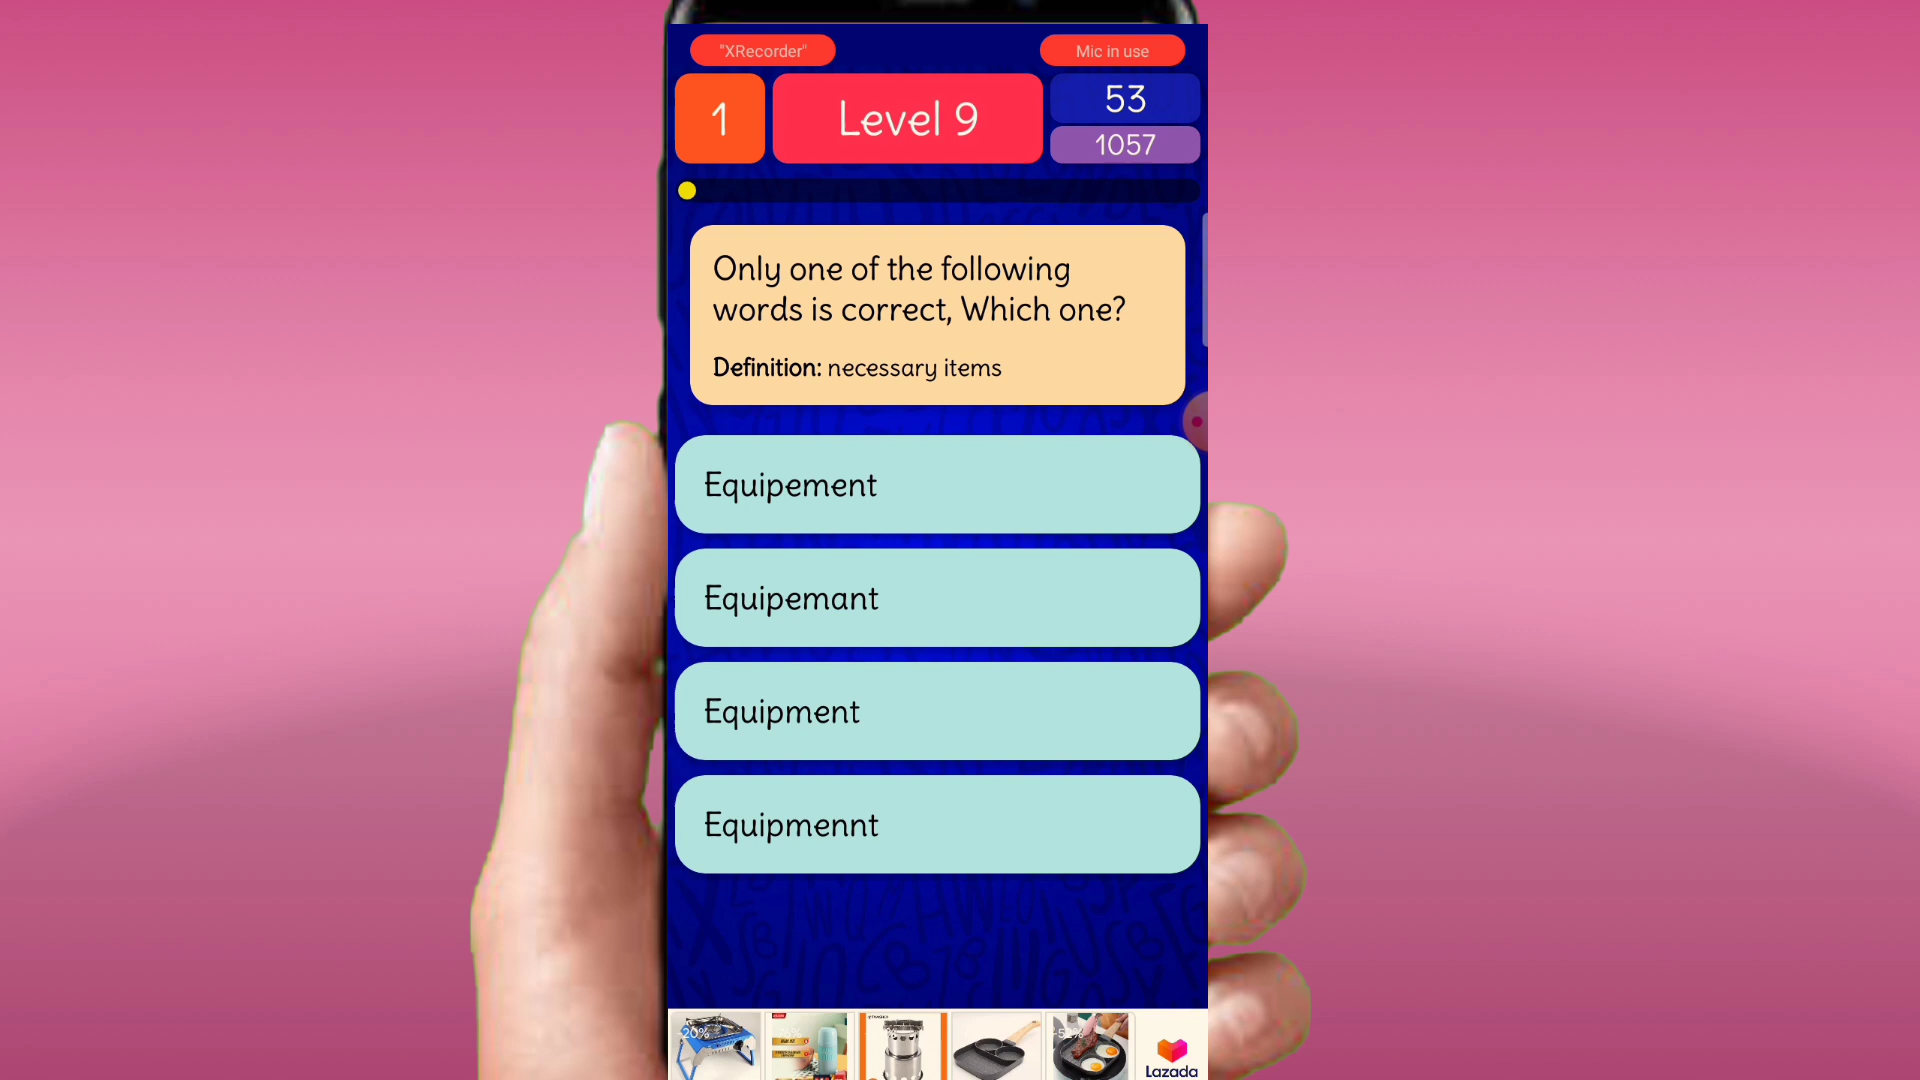 "XRecorder"
Mic in use
1
Level 9
53
1057
Only one of the following
words is correct, Which one?
Definition: necessary items
Equipement
Equipemant
Equipment
Equipmennt
-20%
Lazada